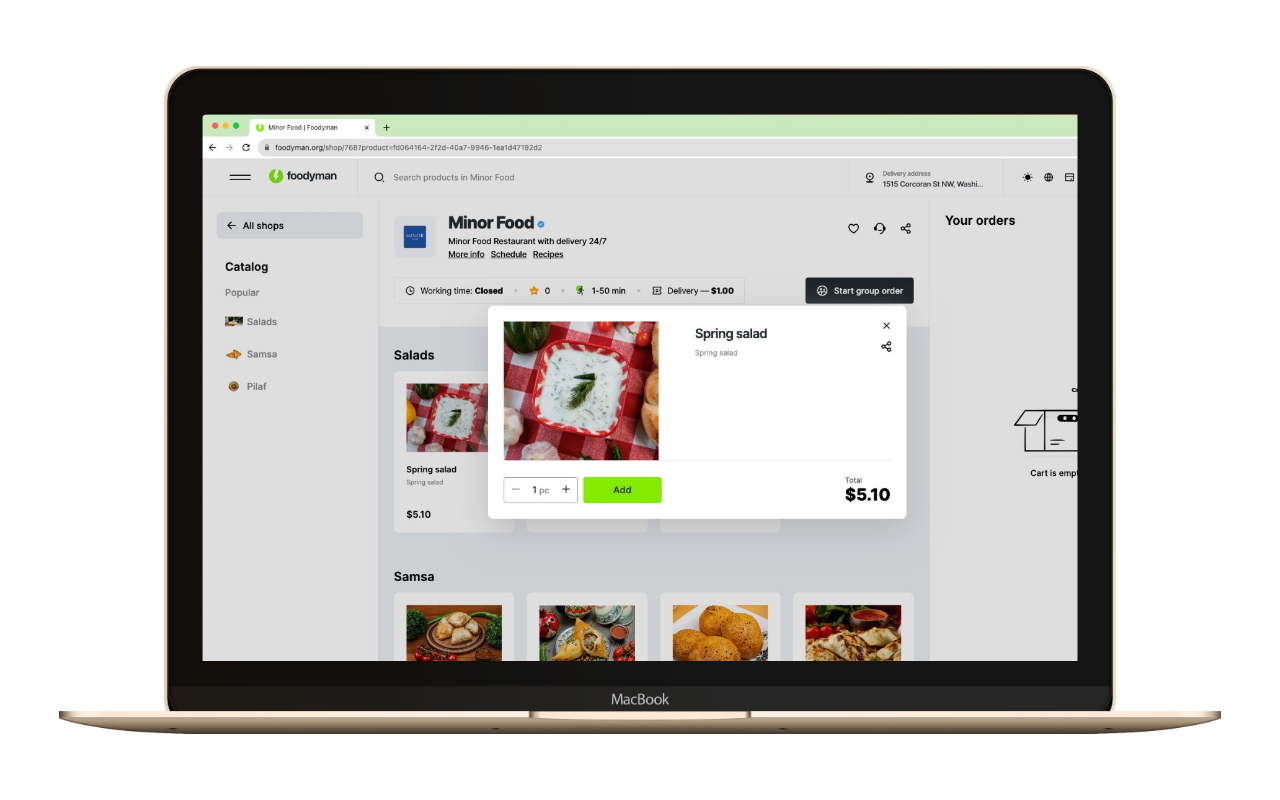 Minor Food | Foodyman
foodyman.org/shop/768?product=fd064164-2f2d-40a7-9946-1ea1d47192d2
foodyman
Search products in Minor Food
Delivery address
1515 Corcoran St NW, Washi...
All shops
Catalog
Popular
Salads
Samsa
Pilaf
MINOR
Minor Food
Minor Food Restaurant with delivery 24/7
More info Schedule Recipes
Working time: Closed 0 1-50 min Delivery — $1.00
Start group order
Your orders
Cart is empt
Salads
Spring salad
Spring salad
$5.10
Spring salad
Spring salad
1 pc
Add
Total
$5.10
Samsa
MacBook